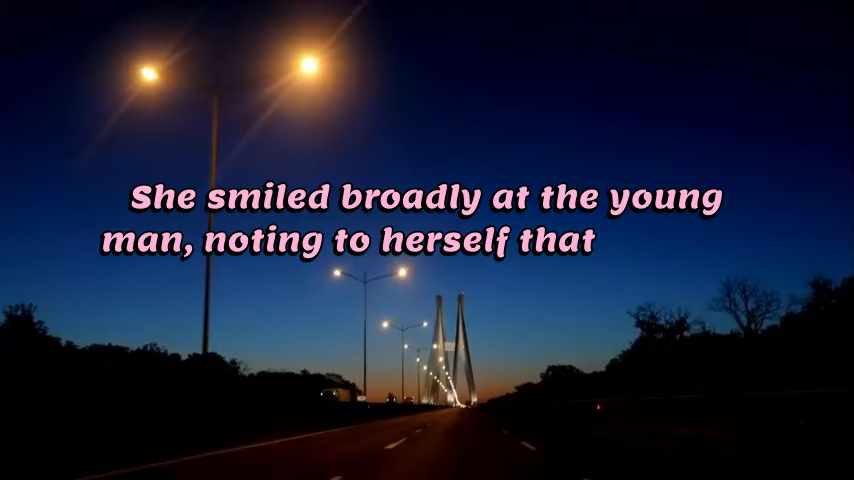 She smiled broadly at the young
man, noting to herself that